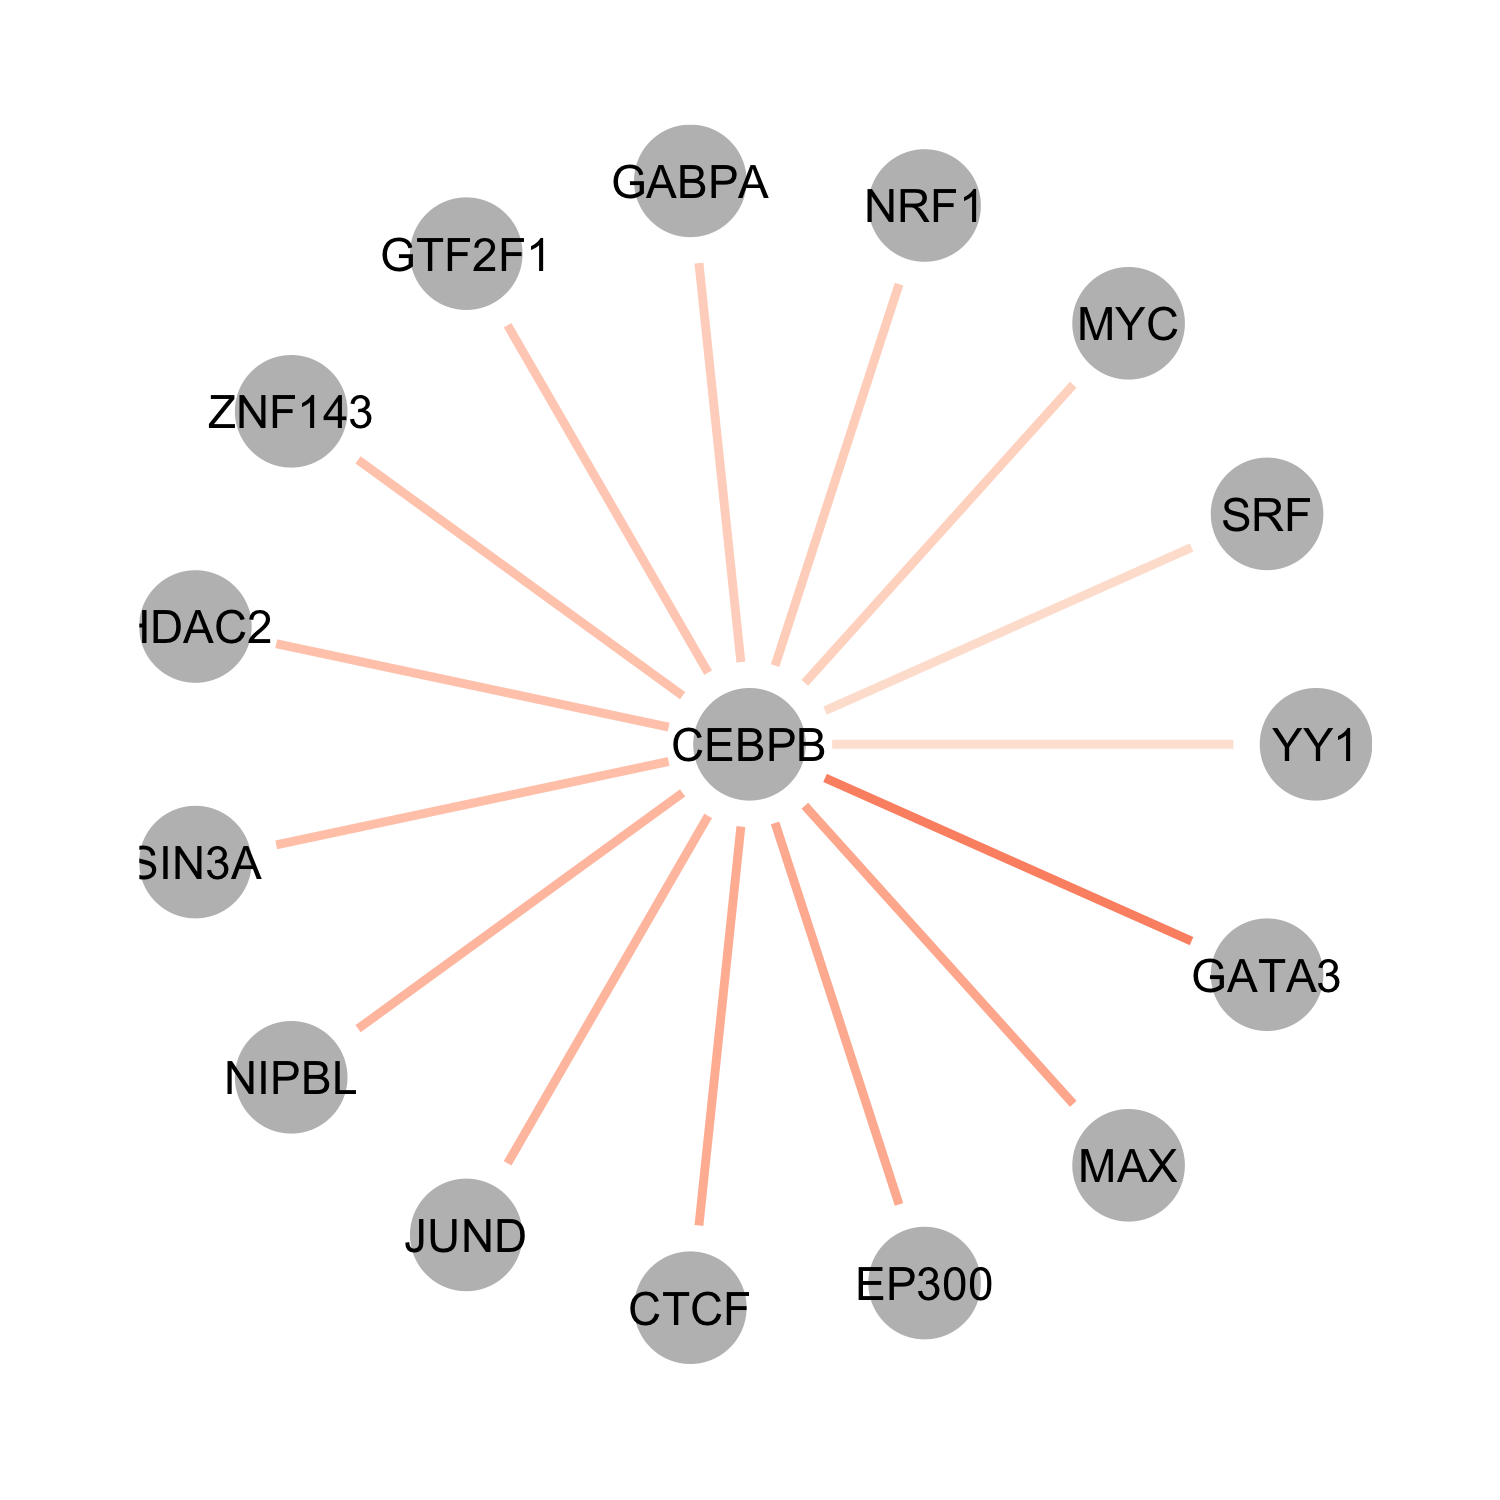 GABPA
NRF1
GTF2F1
MYC
ZNF143
SRF
HDAC2
CEBPB
YY1
SIN3A
GATA3
NIPBL
MAX
JUND
EP300
CTCF